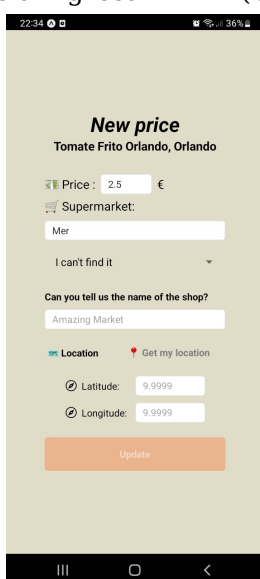 22:34 36%
New price
Tomate Frito Orlando, Orlando
Price : 2.5 €
Supermarket:
Mer
I can't find it
Can you tell us the name of the shop?
Amazing Market
Location Get my location
Latitude: 9.9999
Longitude: 9.9999
Update